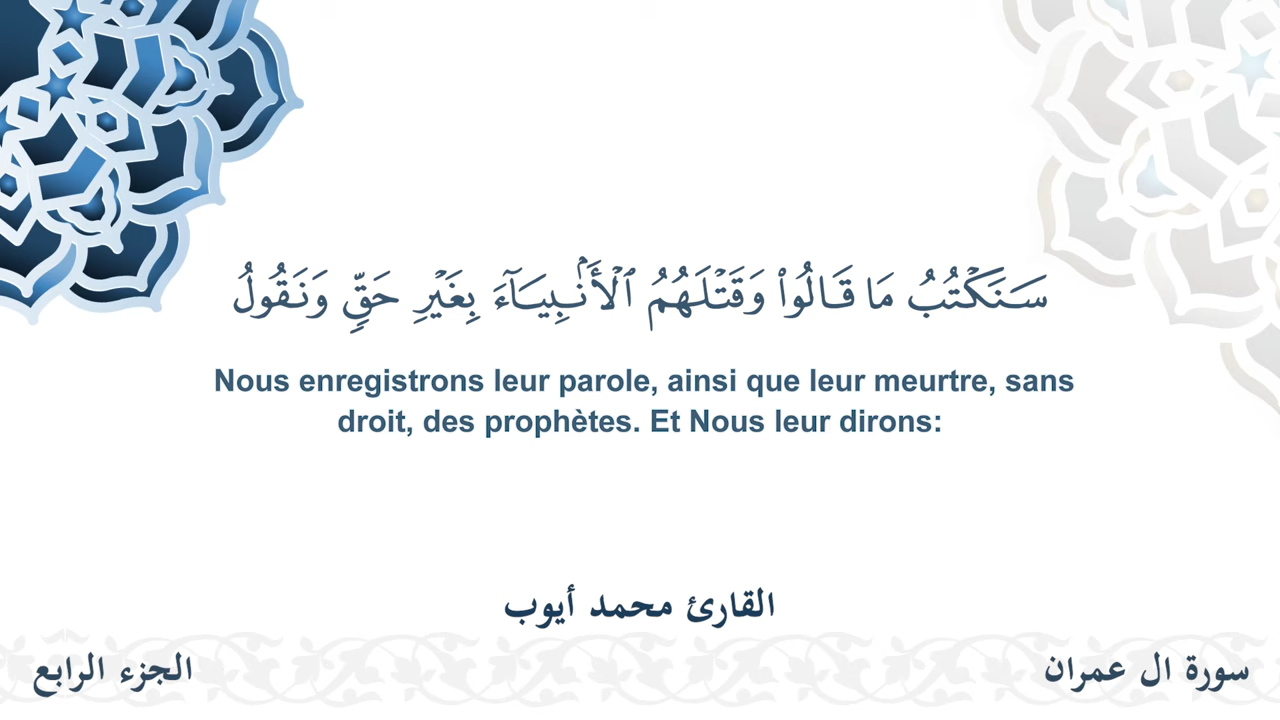 سَنَكۡتُبُ مَا قَالُواْ وَقَتۡلَهُمُ ٱلۡأَنۢبِيَآءَ بِغَيۡرِ حَقّٖ وَنَقُولُ
Nous enregistrons leur parole, ainsi que leur meurtre, sans
droit, des prophètes. Et Nous leur dirons:
القارئ محمد أيوب
سورة ال عمران
الجزء الرابع